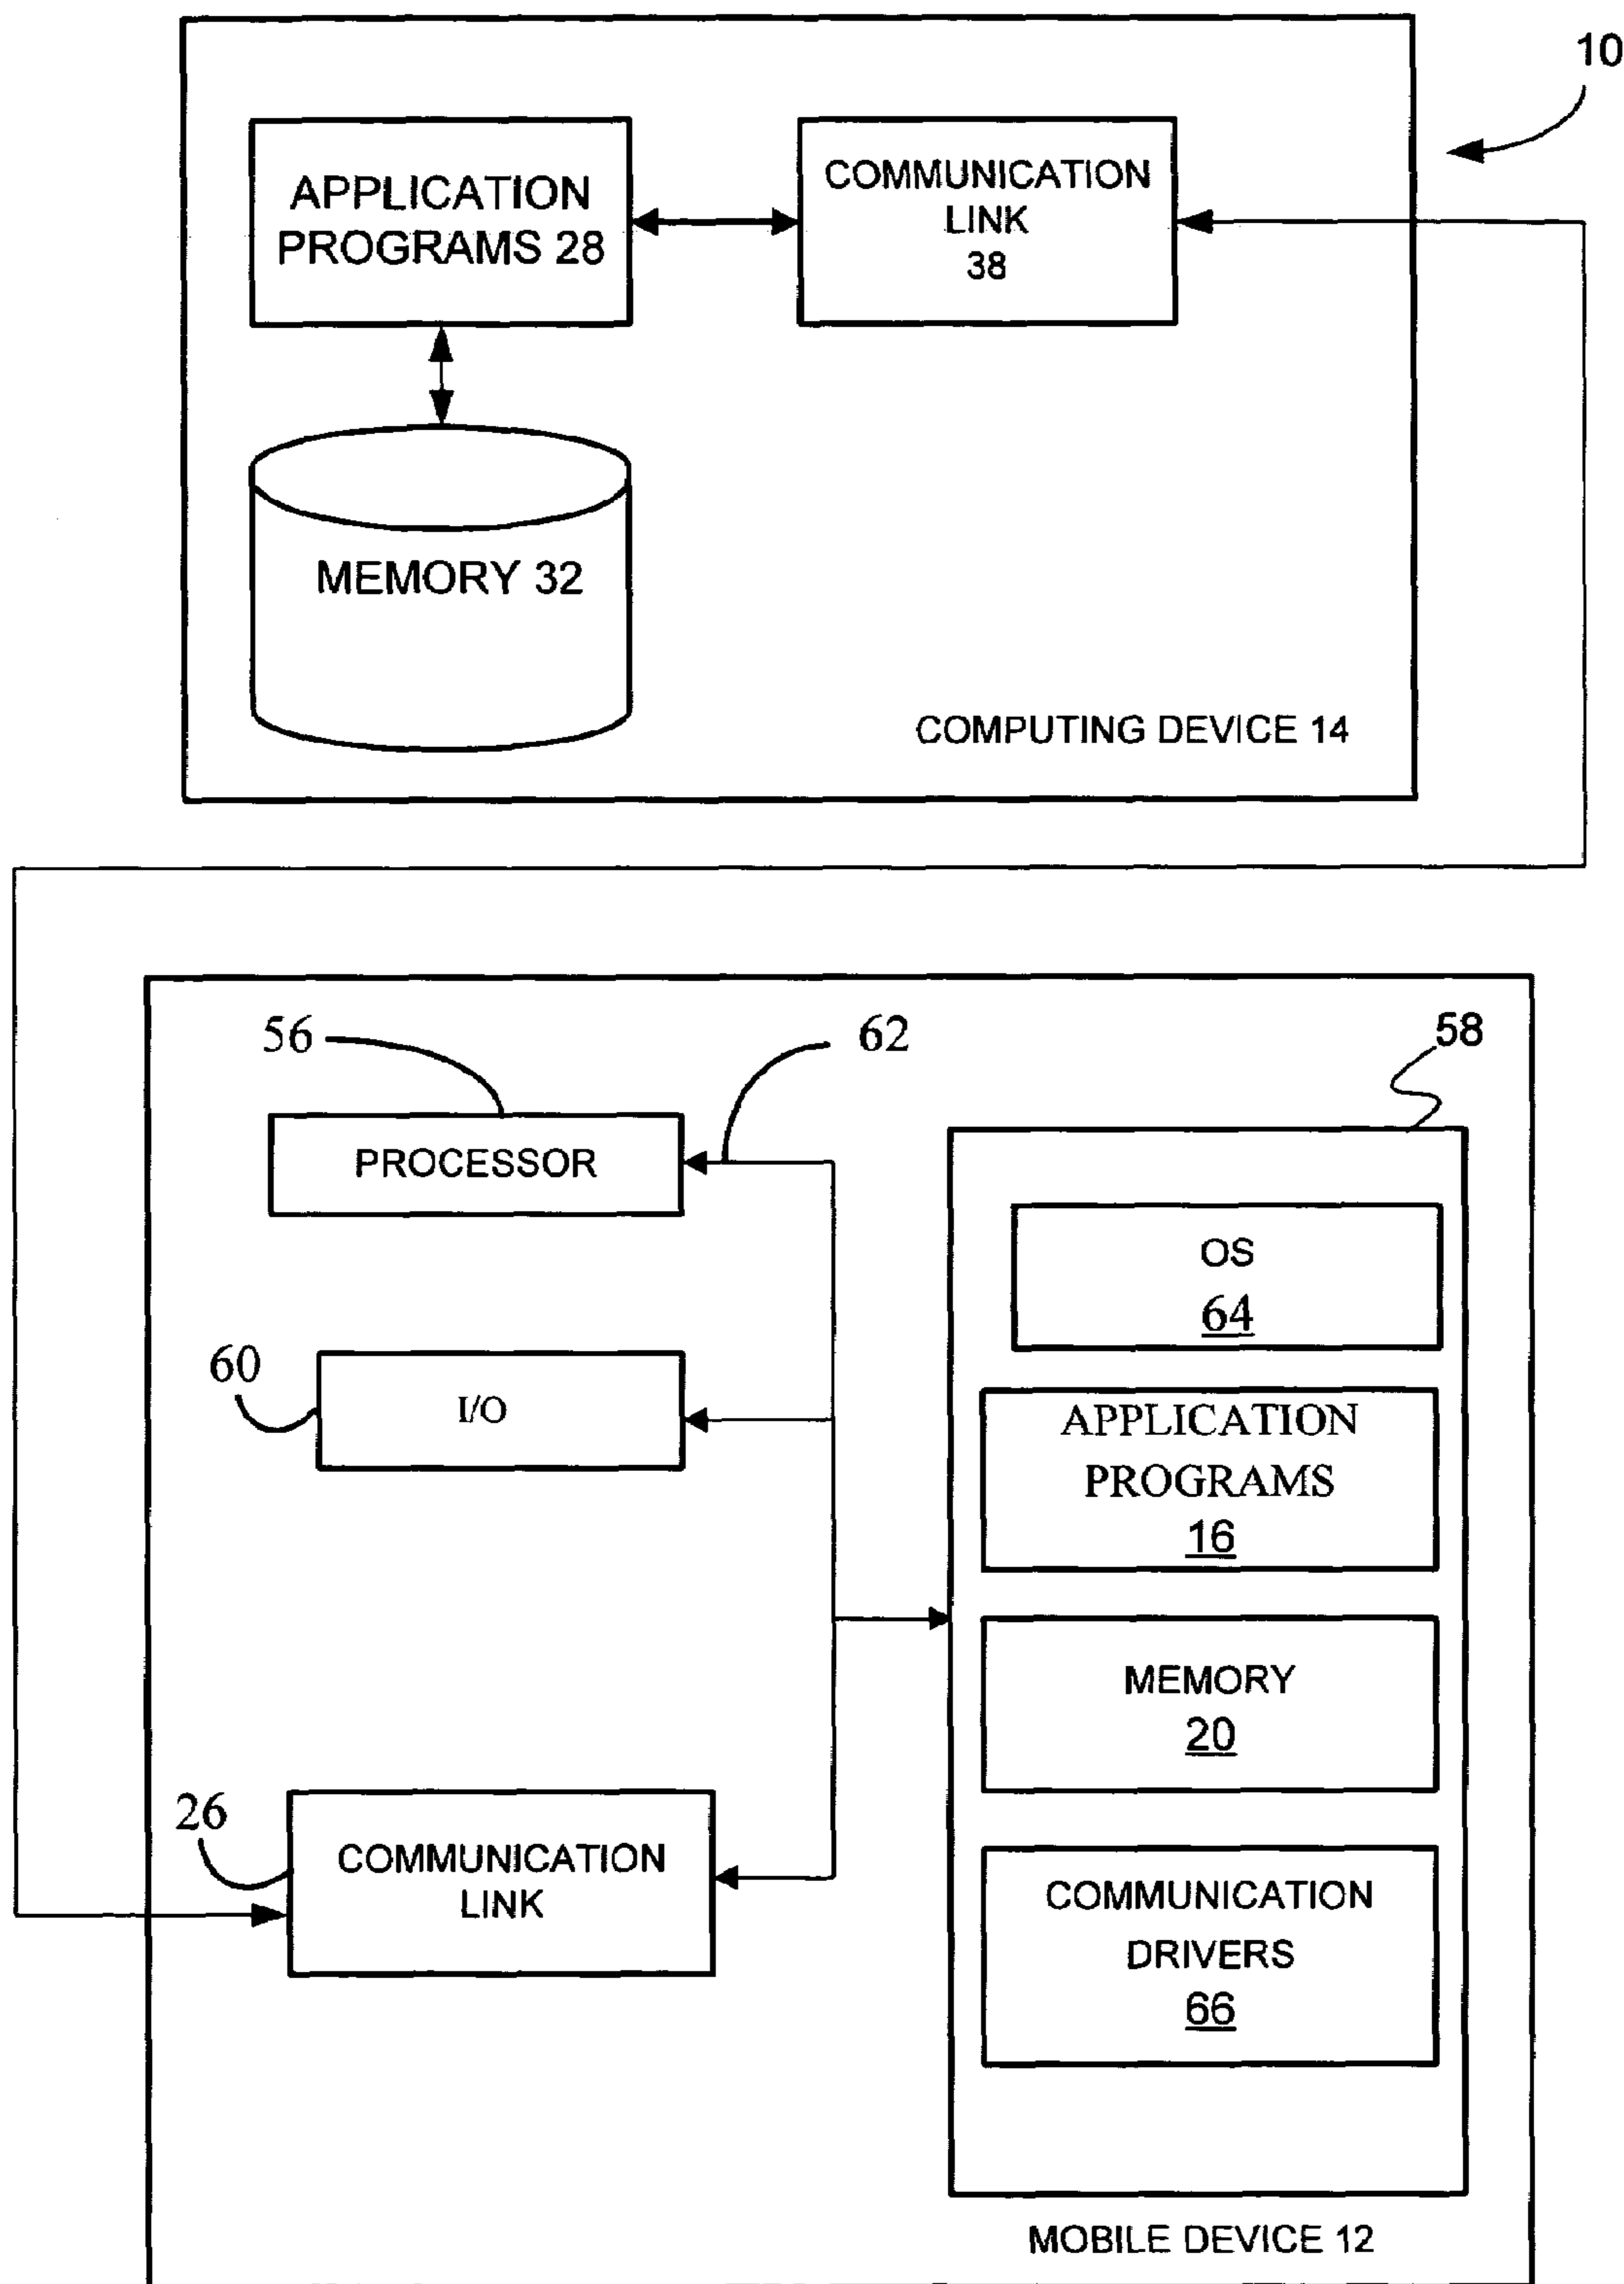 10
APPLICATION
PROGRAMS 28
COMMUNICATION
LINK
38
MEMORY 32
COMPUTING DEVICE 14
56
62
58
PROCESSOR
OS
64
60
I/O
APPLICATION
PROGRAMS
16
MEMORY
20
26
COMMUNICATION
LINK
COMMUNICATION
DRIVERS
66
MOBILE DEVICE 12